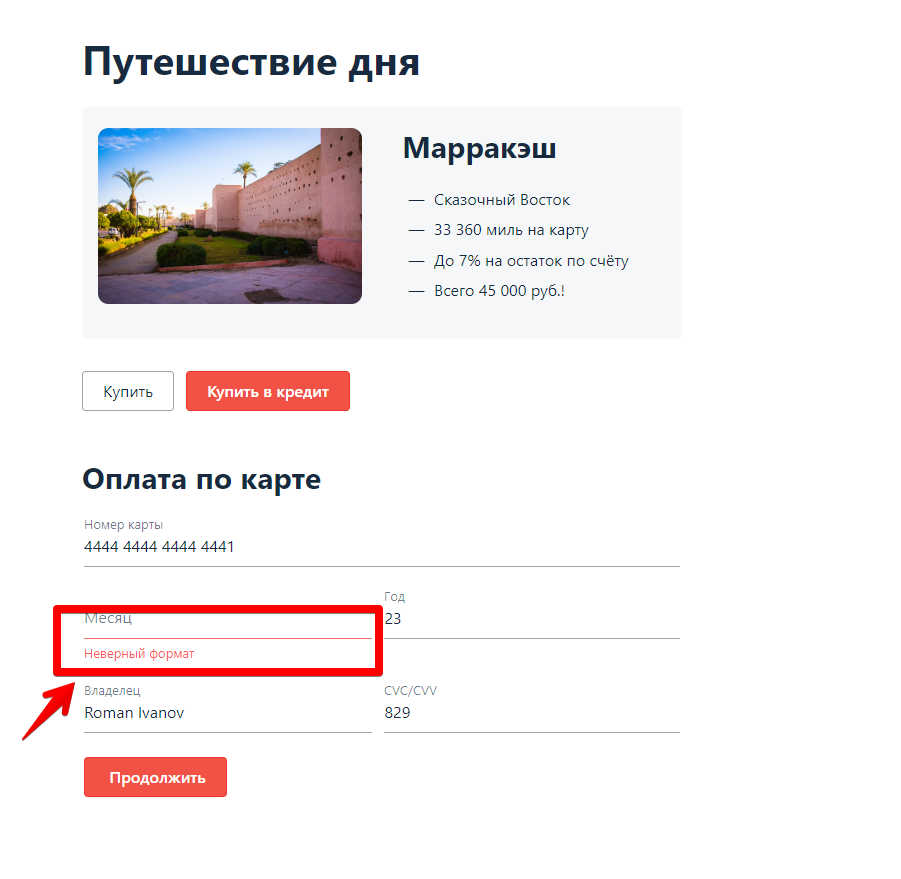 Путешествие дня
Марракэш
— Сказочный Восток
— 33 360 миль на карту
— До 7% на остаток по счёту
— Всего 45 000 руб.!
Купить
Купить в кредит
Оплата по карте
Номер карты
4444 4444 4444 4441
Месяц
Неверный формат
Год
23
Владелец
Roman Ivanov
CVC/CVV
829
Продолжить